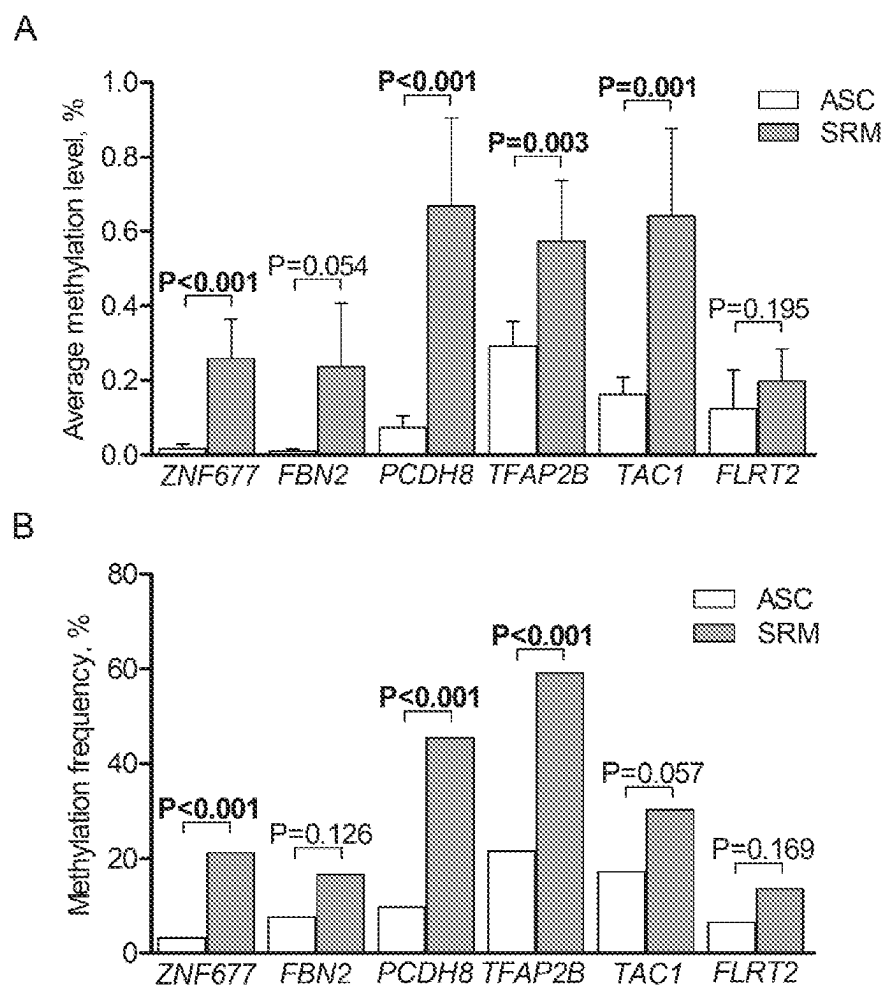 A
Average methylation level, %
1.0
0.8
0.6
0.4
0.2
0.0
P<0.001
P=0.054
P<0.001
P=0.003
P=0.001
P=0.195
ASC
SRM
ZNF677 FBN2 PCDH8 TFAP2B TAC1 FLRT2
B
Methylation frequency, %
80
60
40
20
0
P<0.001
P=0.126
P<0.001
P<0.001
P=0.057
P=0.169
ASC
SRM
ZNF677 FBN2 PCDH8 TFAP2B TAC1 FLRT2